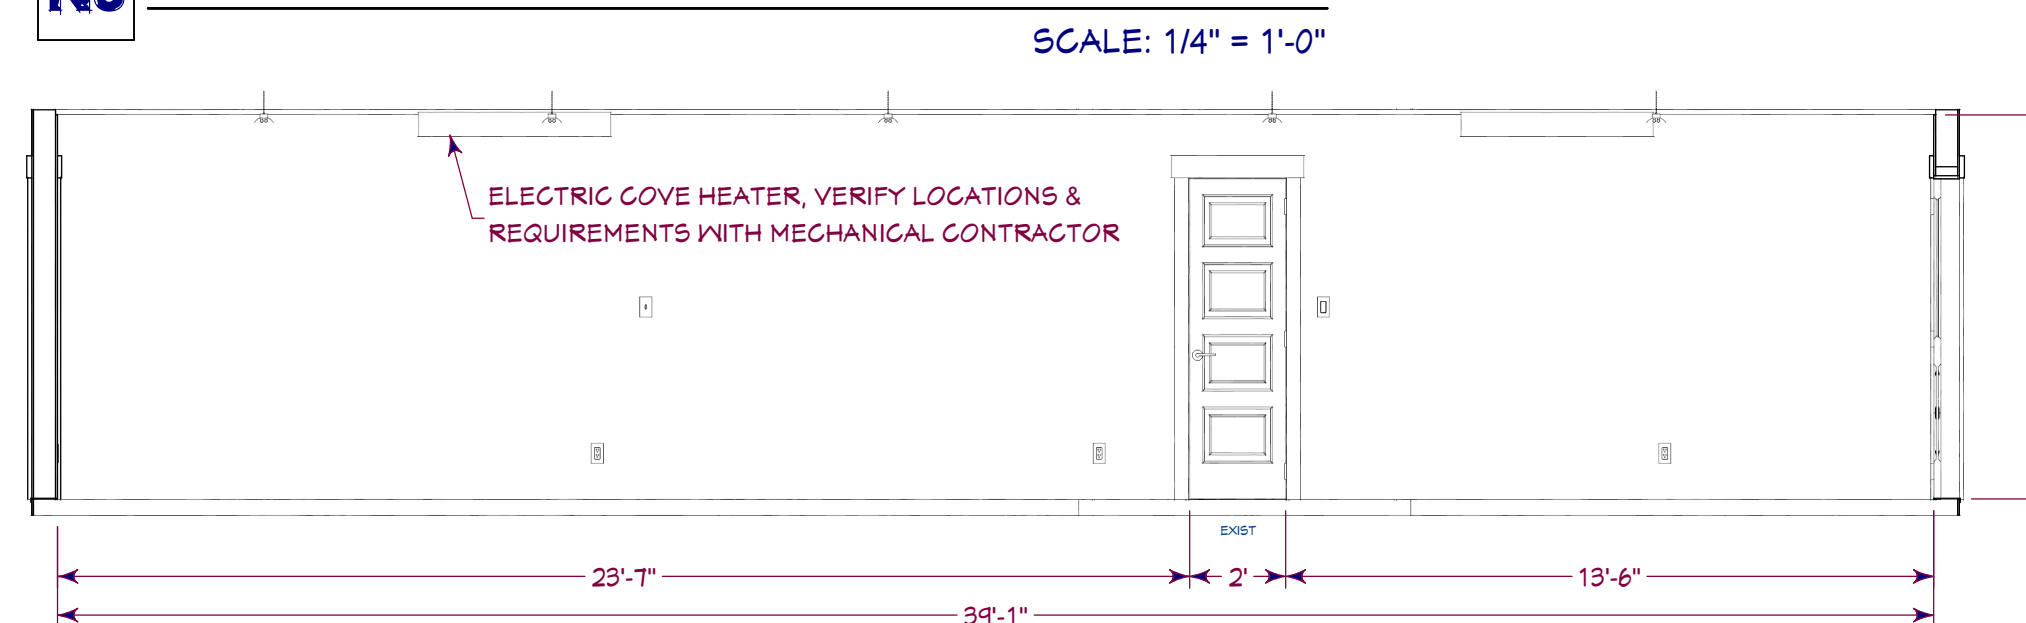 SCALE: 1/4" = 1'-0"
ELECTRIC COVE HEATER, VERIFY LOCATIONS &
REQUIREMENTS WITH MECHANICAL CONTRACTOR
EXIST
23'-7"
2'
13'-6"
39'-1"